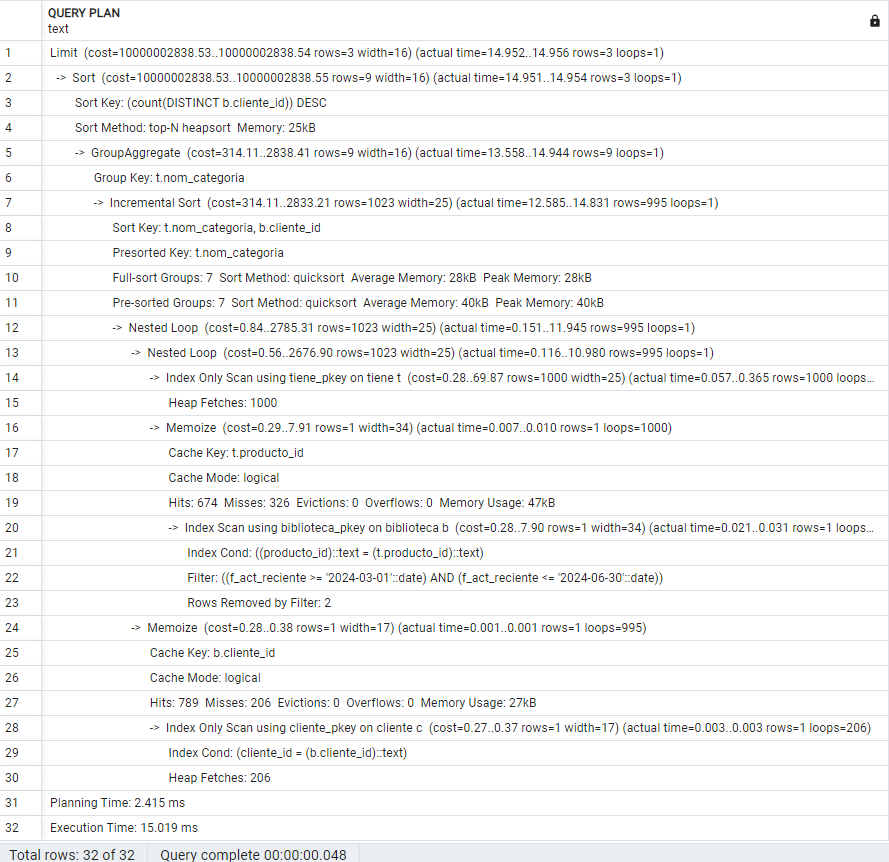 QUERY PLAN
text
1 Limit (cost=10000002838.53..10000002838.54 rows=3 width=16) (actual time=14.952..14.956 rows=3 loops=1)
2 -> Sort (cost=10000002838.53..10000002838.55 rows=9 width=16) (actual time=14.951..14.954 rows=3 loops=1)
3 Sort Key: (count(DISTINCT b.cliente_id)) DESC
4 Sort Method: top-N heapsort Memory: 25kB
5 -> GroupAggregate (cost=314.11..2838.41 rows=9 width=16) (actual time=13.558..14.944 rows=9 loops=1)
6 Group Key: t.nom_categoria
7 -> Incremental Sort (cost=314.11..2833.21 rows=1023 width=25) (actual time=12.585..14.831 rows=995 loops=1)
8 Sort Key: t.nom_categoria, b.cliente_id
9 Presorted Key: t.nom_categoria
10 Full-sort Groups: 7 Sort Method: quicksort Average Memory: 28kB Peak Memory: 28kB
11 Pre-sorted Groups: 7 Sort Method: quicksort Average Memory: 40kB Peak Memory: 40kB
12 -> Nested Loop (cost=0.84..2785.31 rows=1023 width=25) (actual time=0.151..11.945 rows=995 loops=1)
13 -> Nested Loop (cost=0.56..2676.90 rows=1023 width=25) (actual time=0.116..10.980 rows=995 loops=1)
14 -> Index Only Scan using tiene_pkey on tiene t (cost=0.28..69.87 rows=1000 width=25) (actual time=0.057..0.365 rows=1000 loops...
15 Heap Fetches: 1000
16 -> Memoize (cost=0.29..7.91 rows=1 width=34) (actual time=0.007..0.010 rows=1 loops=1000)
17 Cache Key: t.producto_id
18 Cache Mode: logical
19 Hits: 674 Misses: 326 Evictions: 0 Overflows: 0 Memory Usage: 47kB
20 -> Index Scan using biblioteca_pkey on biblioteca b (cost=0.28..7.90 rows=1 width=34) (actual time=0.021..0.031 rows=1 loops...
21 Index Cond: ((producto_id)::text = (t.producto_id)::text)
22 Filter: ((f_act_reciente >= '2024-03-01'::date) AND (f_act_reciente <= '2024-06-30'::date))
23 Rows Removed by Filter: 2
24 -> Memoize (cost=0.28..0.38 rows=1 width=17) (actual time=0.001..0.001 rows=1 loops=995)
25 Cache Key: b.cliente_id
26 Cache Mode: logical
27 Hits: 789 Misses: 206 Evictions: 0 Overflows: 0 Memory Usage: 27kB
28 -> Index Only Scan using cliente_pkey on cliente c (cost=0.27..0.37 rows=1 width=17) (actual time=0.003..0.003 rows=1 loops=206)
29 Index Cond: (cliente_id = (b.cliente_id)::text)
30 Heap Fetches: 206
31 Planning Time: 2.415 ms
32 Execution Time: 15.019 ms
Total rows: 32 of 32 Query complete 00:00:00.048